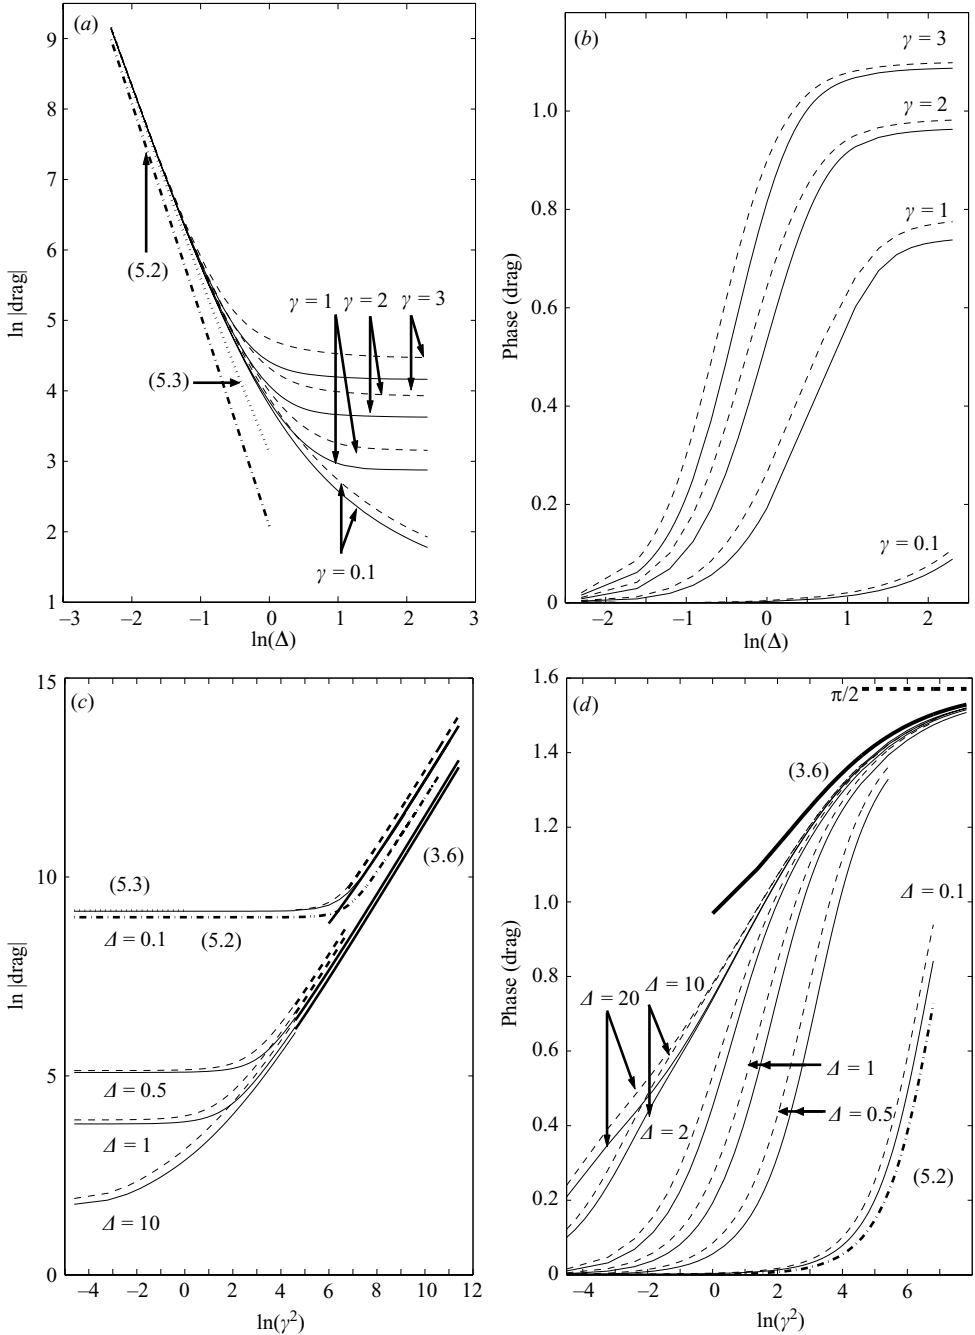 (a)
9
8
7
6
5
4
3
2
1
ln |drag|
(5.2)
(5.3)
γ = 1
γ = 2
γ = 3
γ = 0.1
−3
−2
−1
0
1
2
3
ln(Δ)
(b)
1.0
0.8
0.6
0.4
0.2
0
Phase (drag)
γ = 3
γ = 2
γ = 1
γ = 0.1
−2
−1
0
1
2
ln(Δ)
(c)
15
10
5
0
ln |drag|
(5.3)
Δ = 0.1
(5.2)
(3.6)
Δ = 0.5
Δ = 1
Δ = 10
−4
−2
0
2
4
6
8
10
12
ln(γ²)
(d)
1.6
1.4
1.2
1.0
0.8
0.6
0.4
0.2
0
Phase (drag)
π/2
(3.6)
Δ = 0.1
Δ = 10
Δ = 20
Δ = 1
Δ = 2
Δ = 0.5
(5.2)
−4
−2
0
2
4
6
ln(γ²)